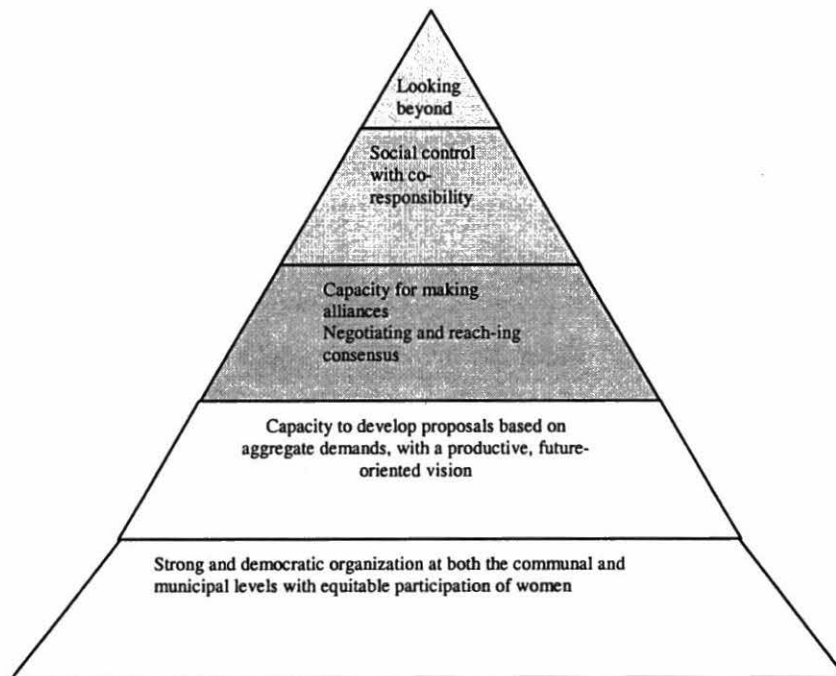 Looking
beyond
Social control
with co-
responsibility
Capacity for making
alliances
Negotiating and reach-ing
consensus
Capacity to develop proposals based on
aggregate demands, with a productive, future-
oriented vision
Strong and democratic organization at both the communal and
municipal levels with equitable participation of women